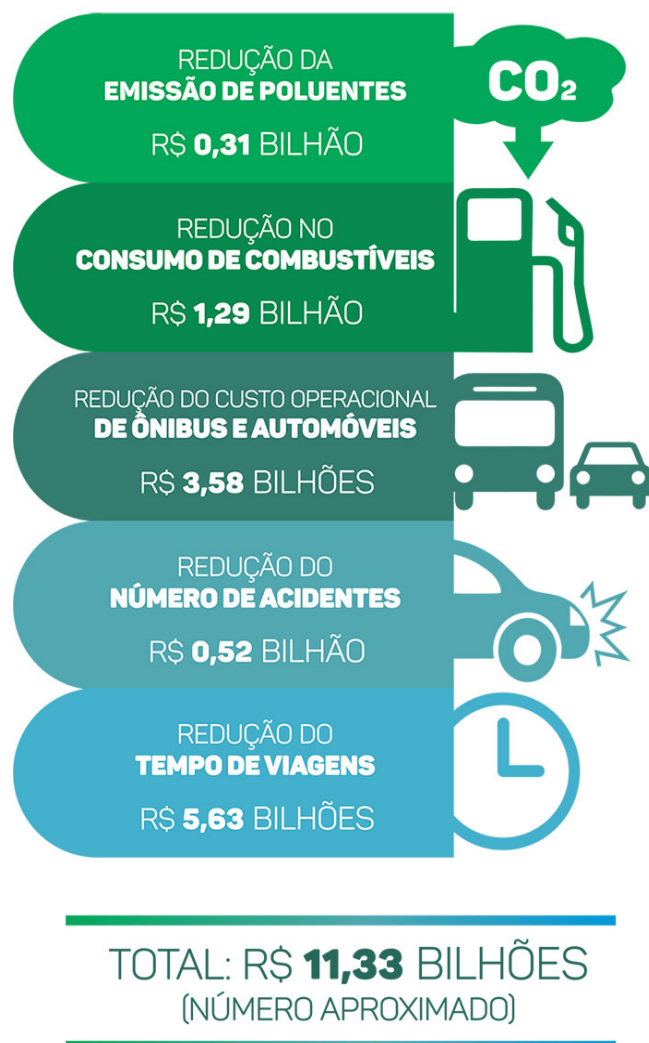 REDUÇÃO DA
EMISSÃO DE POLUENTES
R$ 0,31 BILHÃO
CO₂
REDUÇÃO NO
CONSUMO DE COMBUSTÍVEIS
R$ 1,29 BILHÃO
REDUÇÃO DO CUSTO OPERACIONAL
DE ÔNIBUS E AUTOMÓVEIS
R$ 3,58 BILHÕES
REDUÇÃO DO
NÚMERO DE ACIDENTES
R$ 0,52 BILHÃO
REDUÇÃO DO
TEMPO DE VIAGENS
R$ 5,63 BILHÕES
TOTAL: R$ 11,33 BILHÕES
(NÚMERO APROXIMADO)